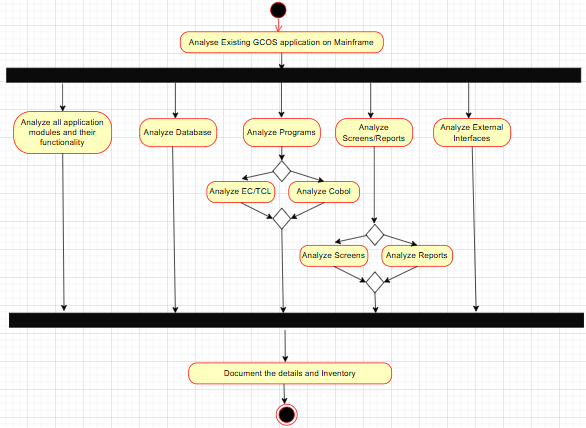 Analyse Existing GCOS application on Mainframe
Analyze all application
modules and their
functionality
Analyze Database
Analyze Programs
Analyze
Screens/Reports
Analyze External
Interfaces
Analyze EC/TCL
Analyze Cobol
Analyze Screens
Analyze Reports
Document the details and Inventory